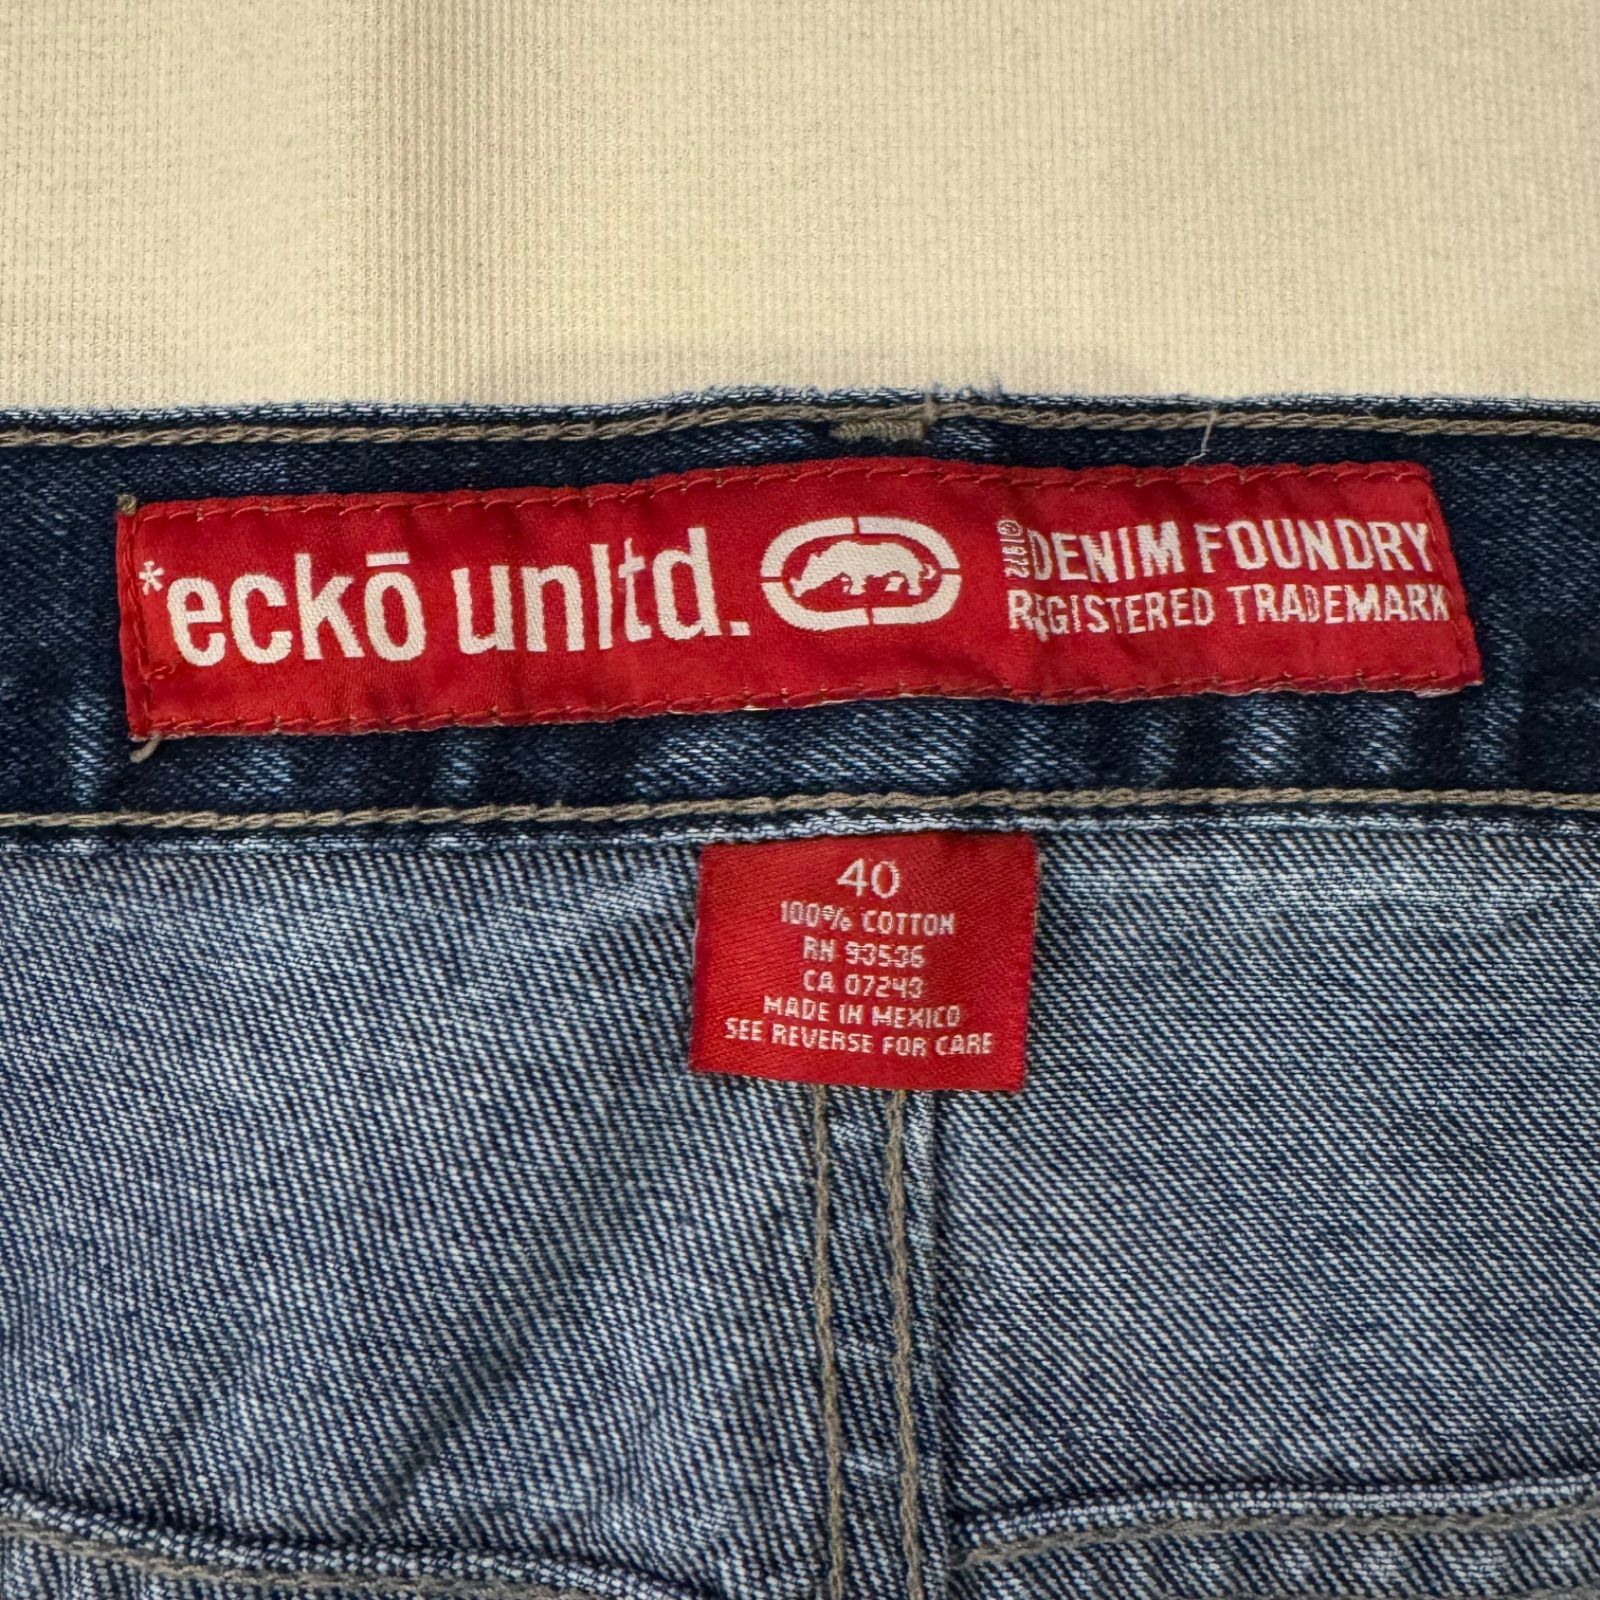 *eckō unltd.
DENIM FOUNDRY
REGISTERED TRADEMARK
40
100% COTTON
RN 93536
CA 07243
MADE IN MEXICO
SEE REVERSE FOR CARE